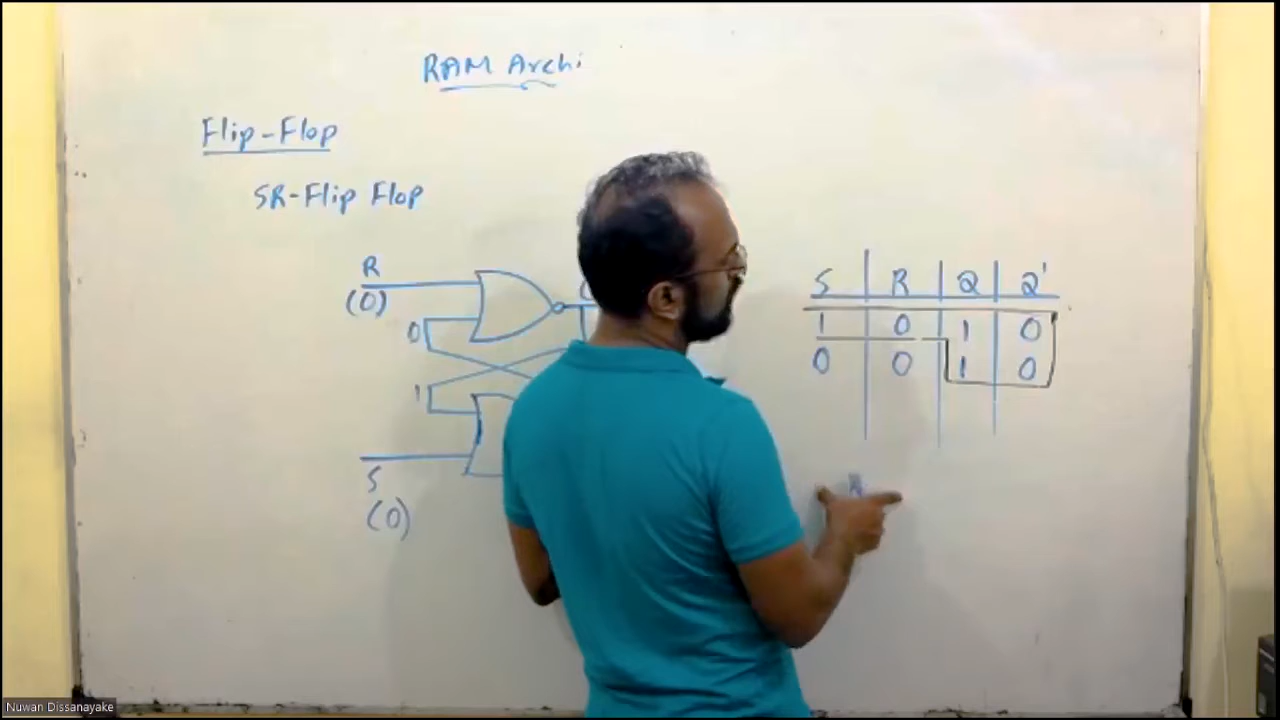 RAM Archi
Flip-Flop
SR-Flip Flop
R
(0)
0
1
S
(0)
S R Q Q'
1 0 1 0
0 0 1 0
Nuwan Dissanayake